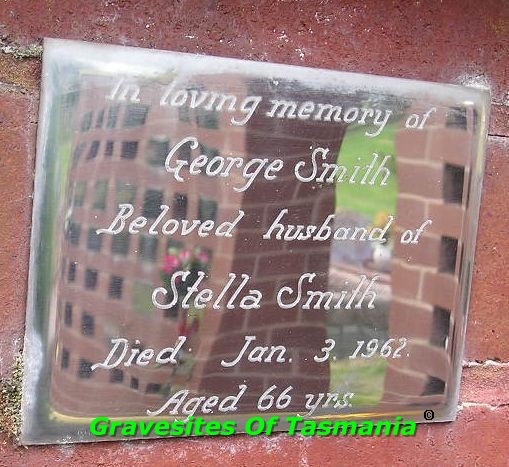 In loving memory of
George Smith
Beloved husband of
Stella Smith
Died Jan. 3. 1962.
Aged 66 yrs.
Gravesites Of Tasmania ©